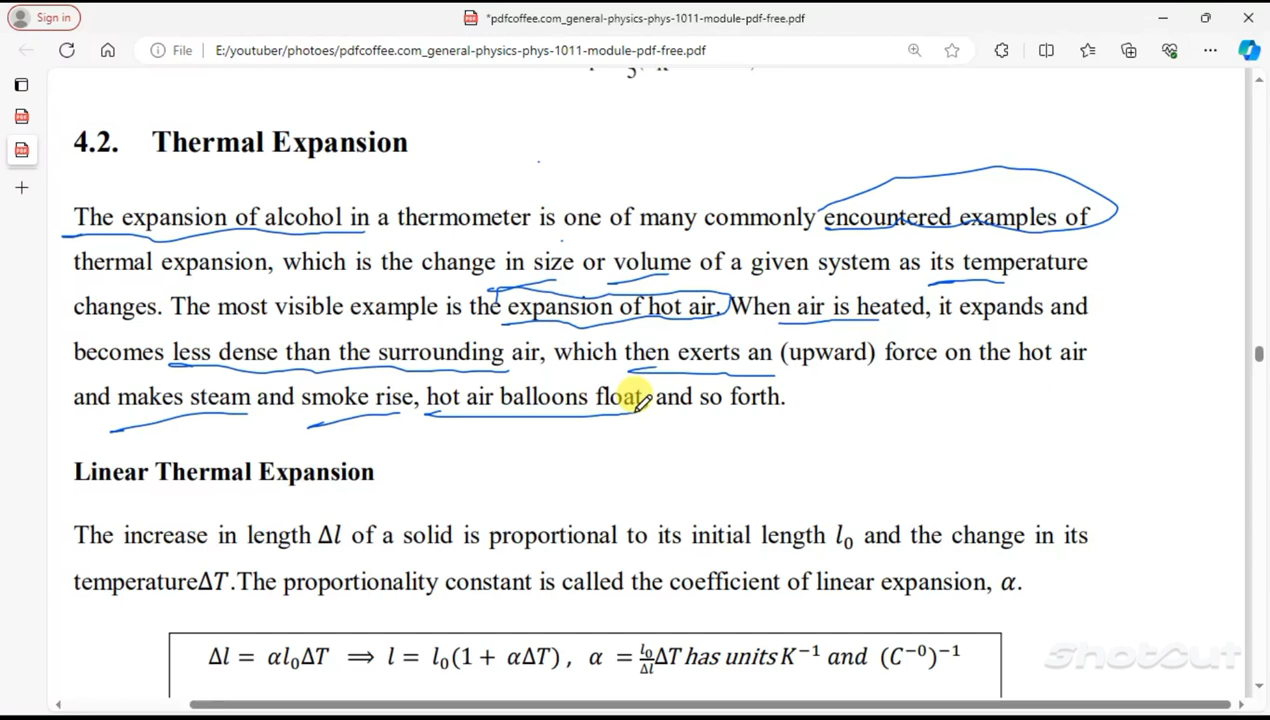 Sign in
*pdfcoffee.com_general-physics-phys-1011-module-pdf-free.pdf
File E:/youtuber/photoes/pdfcoffee.com_general-physics-phys-1011-module-pdf-free.pdf
4.2. Thermal Expansion
The expansion of alcohol in a thermometer is one of many commonly encountered examples of
thermal expansion, which is the change in size or volume of a given system as its temperature
changes. The most visible example is the expansion of hot air. When air is heated, it expands and
becomes less dense than the surrounding air, which then exerts an (upward) force on the hot air
and makes steam and smoke rise, hot air balloons float, and so forth.
Linear Thermal Expansion
The increase in length Δl of a solid is proportional to its initial length l₀ and the change in its
temperatureΔT.The proportionality constant is called the coefficient of linear expansion, α.
Δl = αl₀ΔT ⟹ l = l₀(1 + αΔT), α = l₀/Δl ΔT has units K⁻¹ and (C⁻⁰)⁻¹
Shotcut